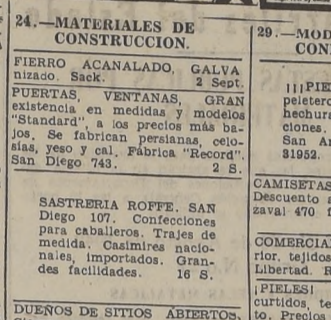 24.—MATERIALES DE
CONSTRUCCION.
FIERRO ACANALADO, GALVA
nizado. Sack. 2 Sept.
PUERTAS, VENTANAS, GRAN
existencia en medidas y modelos
"Standard", a los precios más ba-
jos. Se fabrican persianas, celo-
sías, yeso y cal. Fábrica "Record".
San Diego 743. 2 S.
SASTRERIA ROFFE. SAN
Diego 107. Confecciones
para caballeros. Trajes de
medida. Casimires nacio-
nales, importados. Gran-
des facilidades. 16 S.
DUEÑOS DE SITIOS ABIERTOS,
29.—MOD
¡¡¡PIE
peleter
hechura
ciones.
San A
81952.
CAMISETAS
Descuento a
zaval 470
COMERCIA
rior, tejidos
Libertad. R
¡PIELES!
curtidos, te
to. Precios